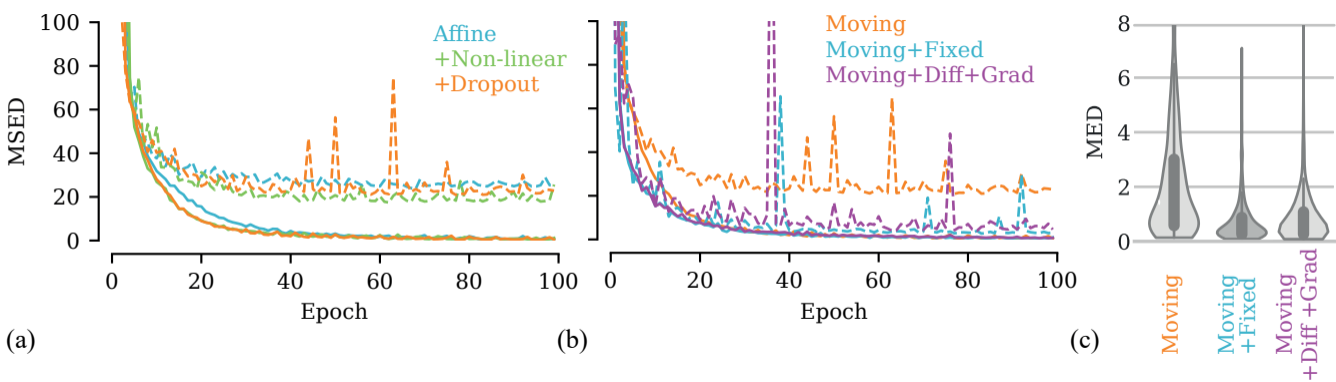 100
80
60
40
20
0
MSED
Affine
+Non-linear
+Dropout
0 20 40 60 80 100
Epoch
(a)
Moving
Moving+Fixed
Moving+Diff+Grad
0 20 40 60 80 100
Epoch
(b)
8
6
4
2
0
MED
Moving
Moving
+Fixed
Moving
+Diff +Grad
(c)